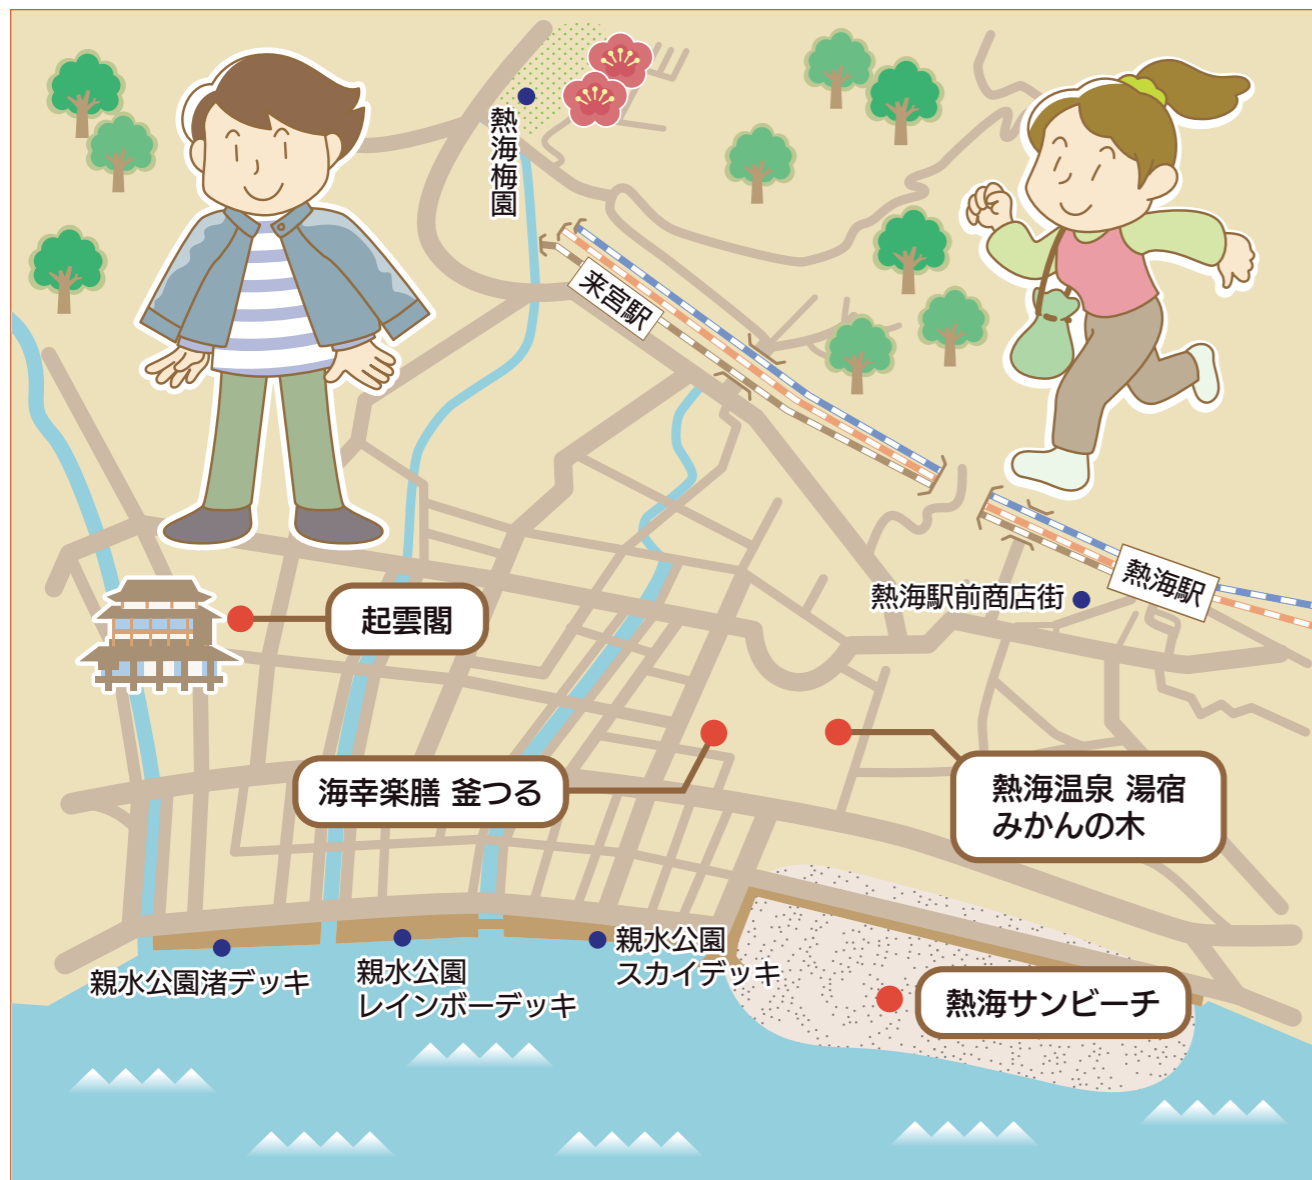 熱海梅園
来宮駅
熱海駅前商店街
熱海駅
起雲閣
海幸楽膳 釜つる
熱海温泉 湯宿
みかんの木
親水公園渚デッキ
親水公園
レインボーデッキ
親水公園
スカイデッキ
熱海サンビーチ